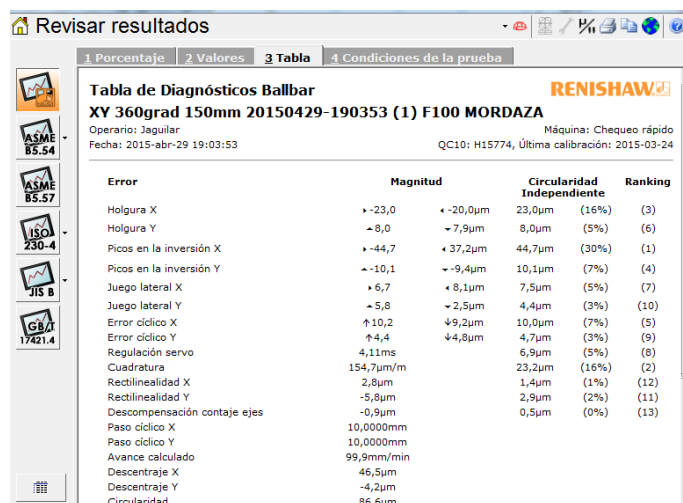 Revisar resultados
1 Porcentaje 2 Valores 3 Tabla 4 Condiciones de la prueba
Tabla de Diagnósticos Ballbar RENISHAW
XY 360grad 150mm 20150429-190353 (1) F100 MORDAZA
Operario: Jaguilar Máquina: Chequeo rápido
Fecha: 2015-abr-29 19:03:53 QC10: H15774, Última calibración: 2015-03-24
ASME B5.54
ASME B5.57
ISO 230-4
JIS B
GB/T 17421.4
Error Magnitud Circularidad Independiente Ranking
Holgura X ▸-23,0 ◂-20,0µm 23,0µm (16%) (3)
Holgura Y ▴8,0 ▾7,9µm 8,0µm (5%) (6)
Picos en la inversión X ▸-44,7 ◂37,2µm 44,7µm (30%) (1)
Picos en la inversión Y ▴-10,1 ▾-9,4µm 10,1µm (7%) (4)
Juego lateral X ▸6,7 ◂8,1µm 7,5µm (5%) (7)
Juego lateral Y ▴5,8 ▾2,5µm 4,4µm (3%) (10)
Error cíclico X ↑10,2 ↓9,2µm 10,0µm (7%) (5)
Error cíclico Y ↑4,4 ↓4,8µm 4,7µm (3%) (9)
Regulación servo 4,11ms 6,9µm (5%) (8)
Cuadratura 154,7µm/m 23,2µm (16%) (2)
Rectilinealidad X 2,8µm 1,4µm (1%) (12)
Rectilinealidad Y -5,8µm 2,9µm (2%) (11)
Descompensación contaje ejes -0,9µm 0,5µm (0%) (13)
Paso cíclico X 10,0000mm
Paso cíclico Y 10,0000mm
Avance calculado 99,9mm/min
Descentraje X 46,5µm
Descentraje Y -4,2µm
Circularidad 86,6µm